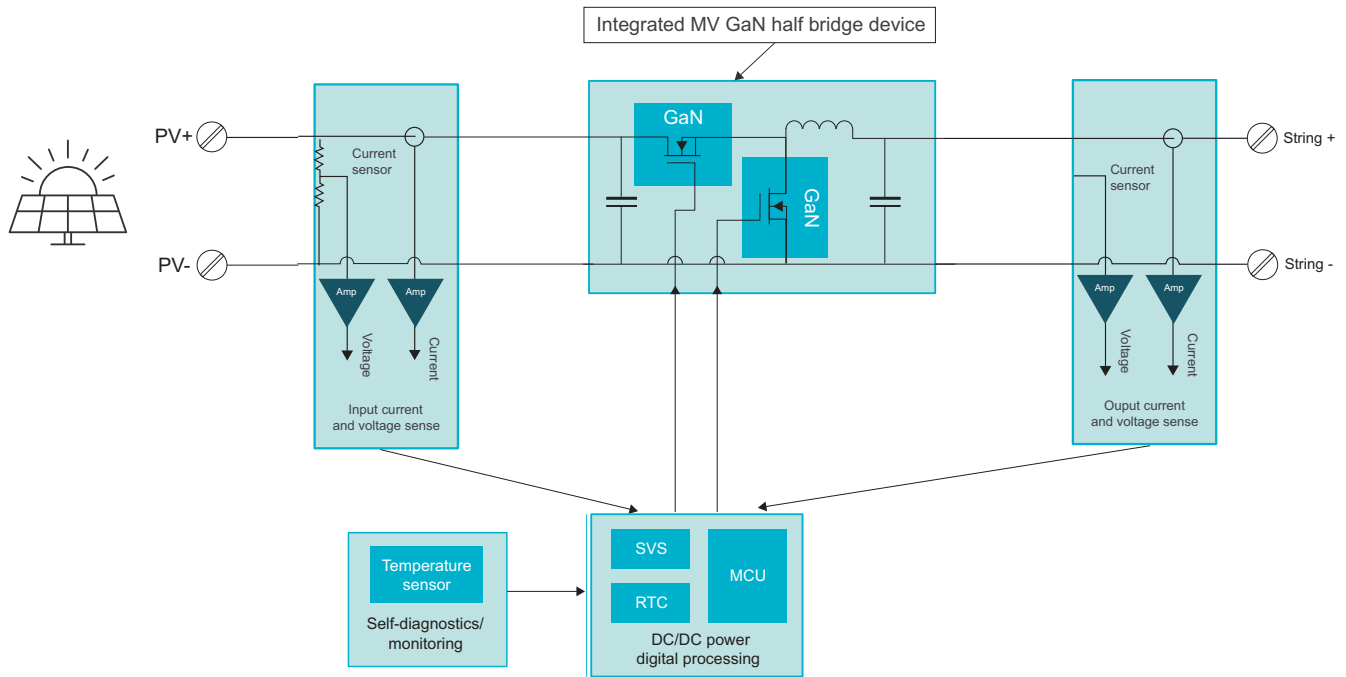 Integrated MV GaN half bridge device
PV+
Current
sensor
GaN
GaN
Current
sensor
String +
PV-
String -
Amp
Amp
Amp
Amp
Voltage
Current
Voltage
Current
Input current
and voltage sense
Ouput current
and voltage sense
Temperature
sensor
Self-diagnostics/
monitoring
SVS
RTC
MCU
DC/DC power
digital processing